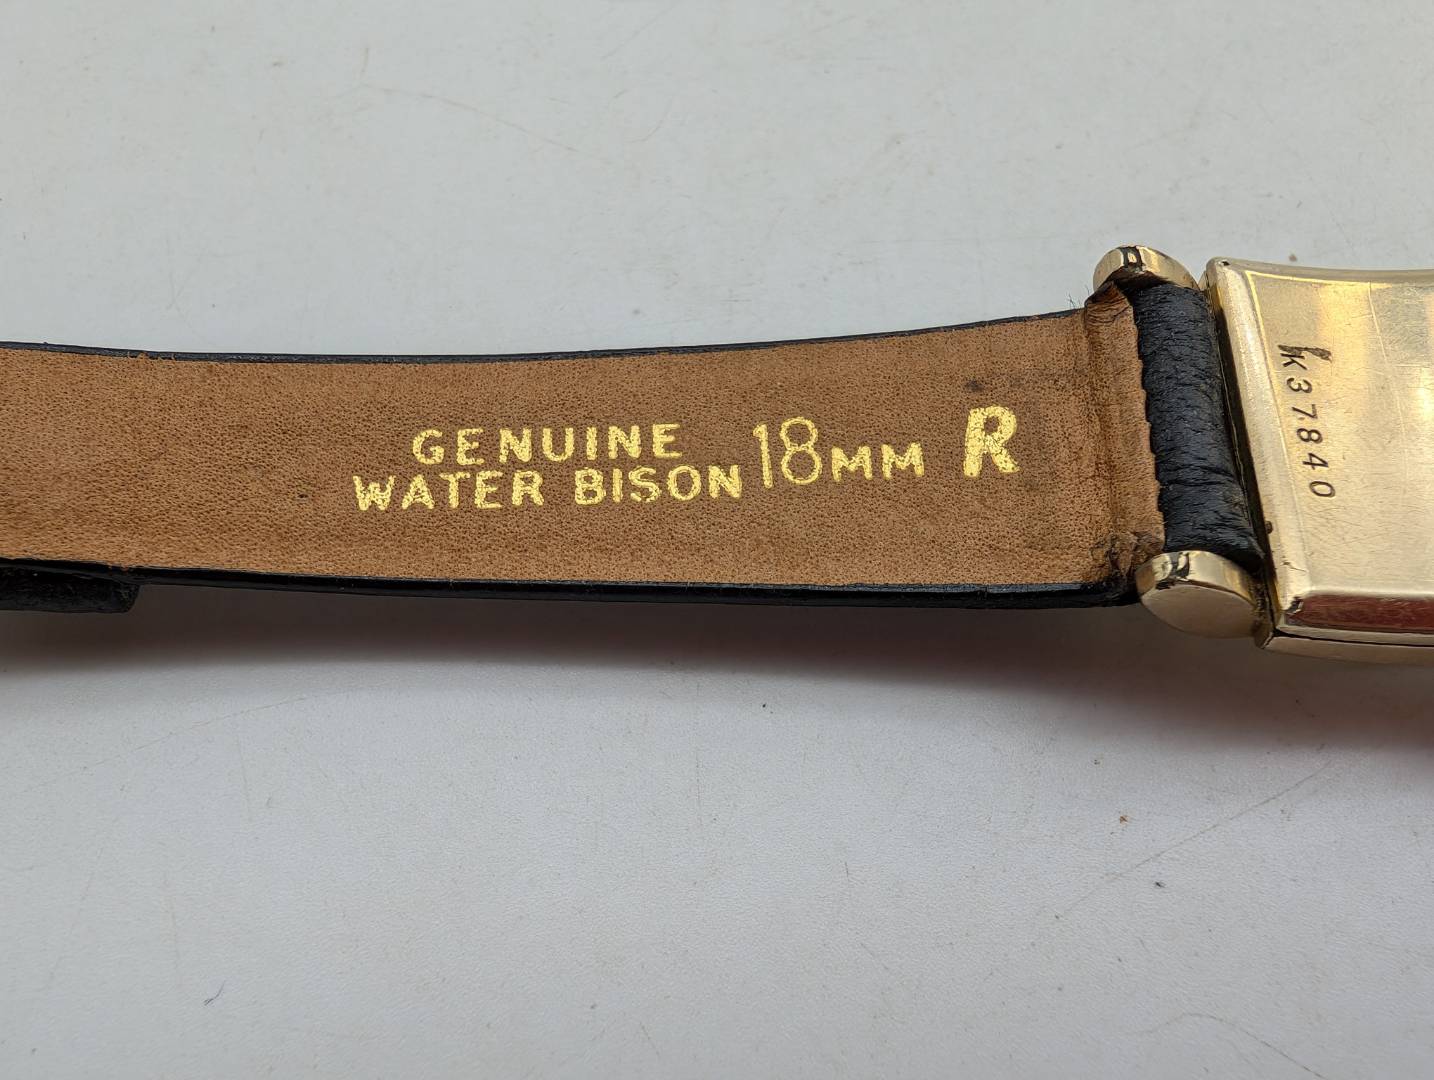 GENUINE
WATER BISON 18MM R
K37840